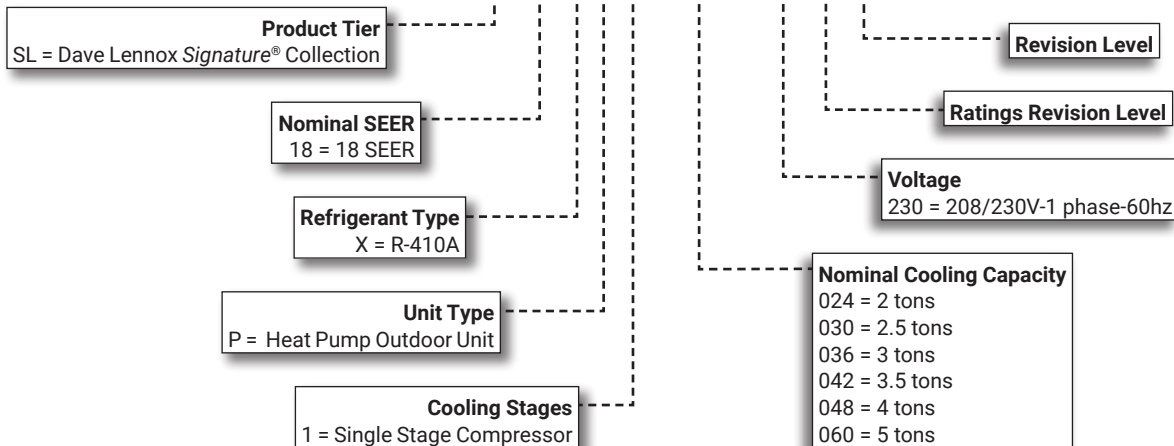 Product Tier
SL = Dave Lennox Signature® Collection
Revision Level
Nominal SEER
18 = 18 SEER
Ratings Revision Level
Voltage
230 = 208/230V-1 phase-60hz
Refrigerant Type
X = R-410A
Nominal Cooling Capacity
024 = 2 tons
030 = 2.5 tons
036 = 3 tons
042 = 3.5 tons
048 = 4 tons
060 = 5 tons
Unit Type
P = Heat Pump Outdoor Unit
Cooling Stages
1 = Single Stage Compressor